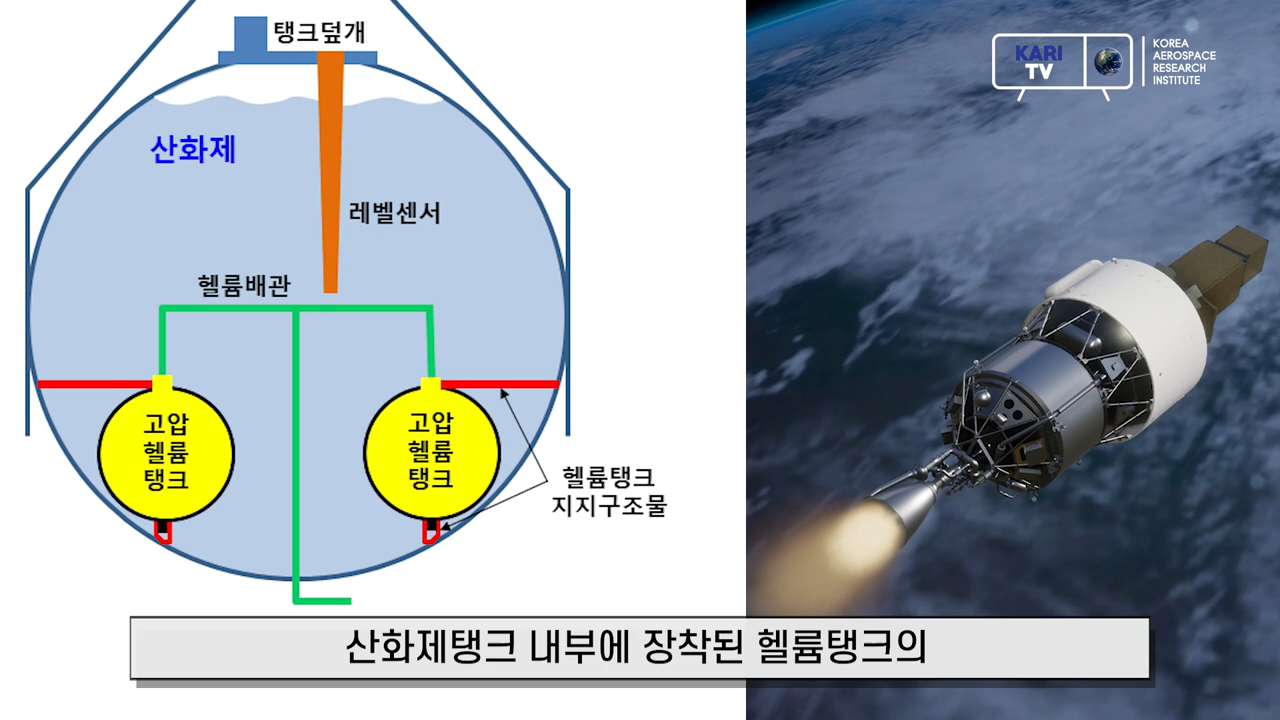 탱크덮개
산화제
레벨센서
헬륨배관
고압
헬륨
탱크
고압
헬륨
탱크
헬륨탱크
지지구조물
KARI
TV
KOREA
AEROSPACE
RESEARCH
INSTITUTE
산화제탱크 내부에 장착된 헬륨탱크의